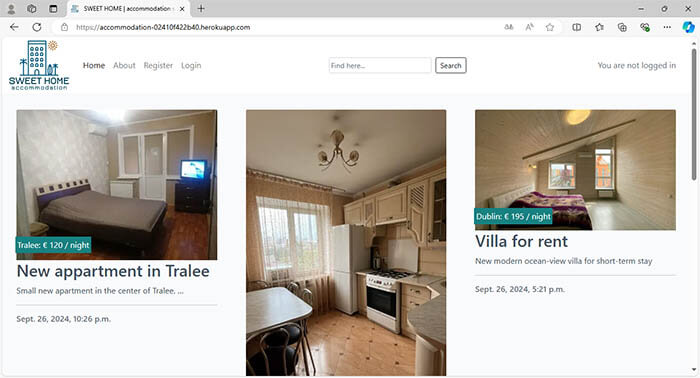 SWEET HOME | accommodation
https://accommodation-02410f422b40.herokuapp.com
SWEET HOME
accommodation
Home About Register Login
Find here...
Search
You are not logged in
Tralee: € 120 / night
New appartment in Tralee
Small new apartment in the center of Tralee. ...
Sept. 26, 2024, 10:26 p.m.
Dublin: € 195 / night
Villa for rent
New modern ocean-view villa for short-term stay
Sept. 26, 2024, 5:21 p.m.